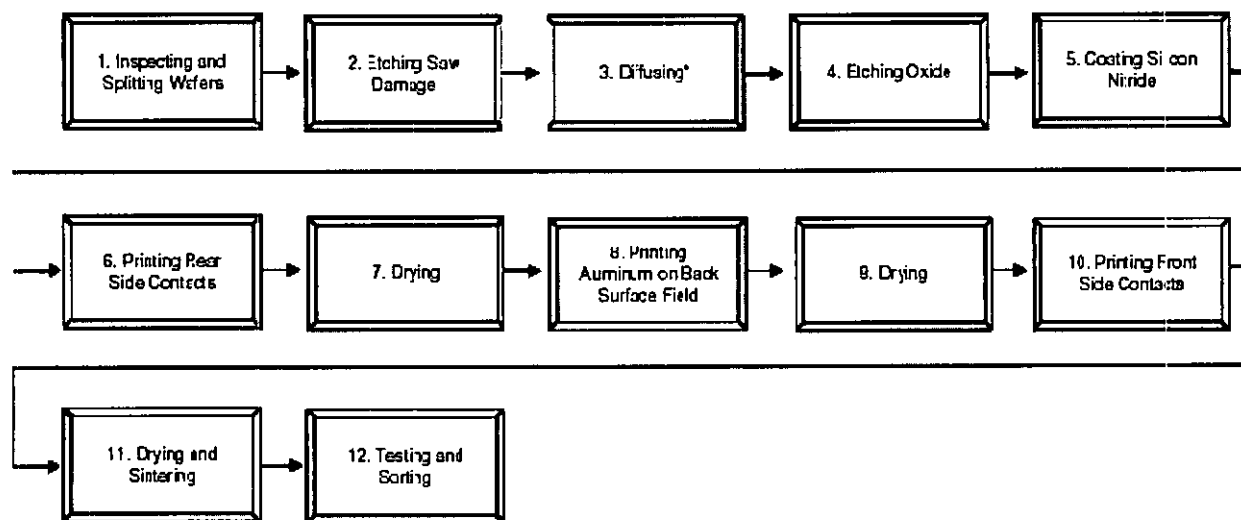 1. Inspecting and
Splitting Wafers
2. Etching Saw
Damage
3. Diffusing*
4. Etching Oxide
5. Coating Silicon
Nitride
6. Printing Rear
Side Contacts
7. Drying
8. Printing
Aluminum on Back
Surface Field
9. Drying
10. Printing Front
Side Contacts
11. Drying and
Sintering
12. Testing and
Sorting